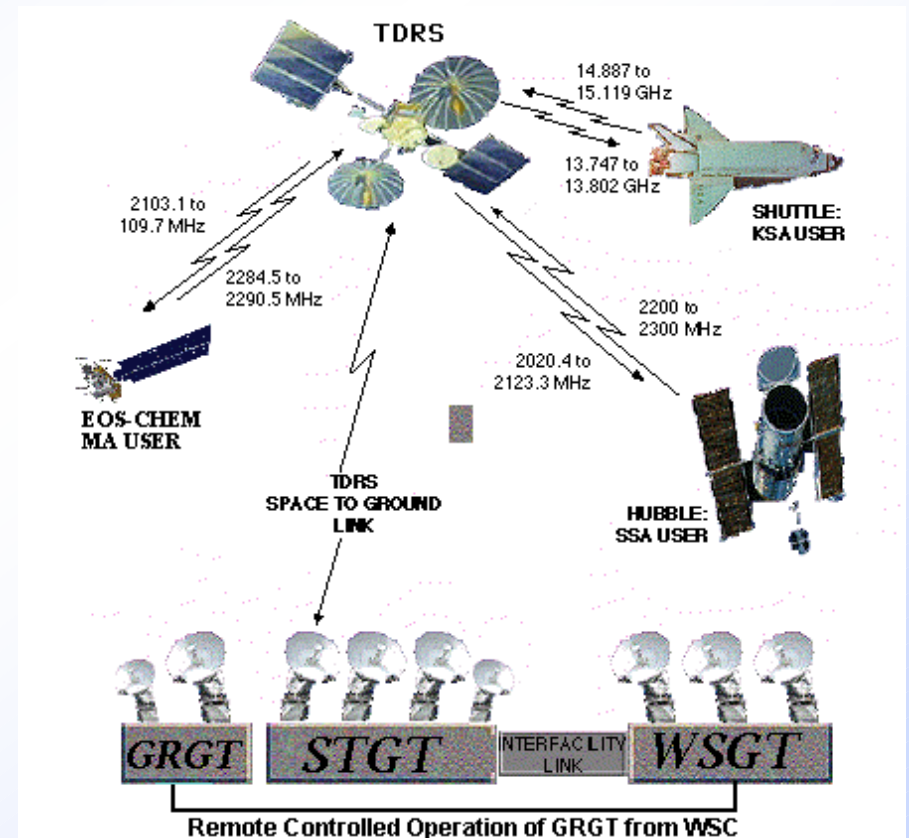 TDRS
14.887 to
15.119 GHz
13.747 to
13.802 GHz
SHUTTLE:
KSA USER
2103.1 to
109.7 MHz
2284.5 to
2290.5 MHz
2200 to
2300 MHz
2020.4 to
2123.3 MHz
EOS-CHEM
MA USER
TDRS
SPACE TO GROUND
LINK
HUBBLE:
SSA USER
GRGT
STGT
INTERFACILITY
LINK
WSGT
Remote Controlled Operation of GRGT from WSC